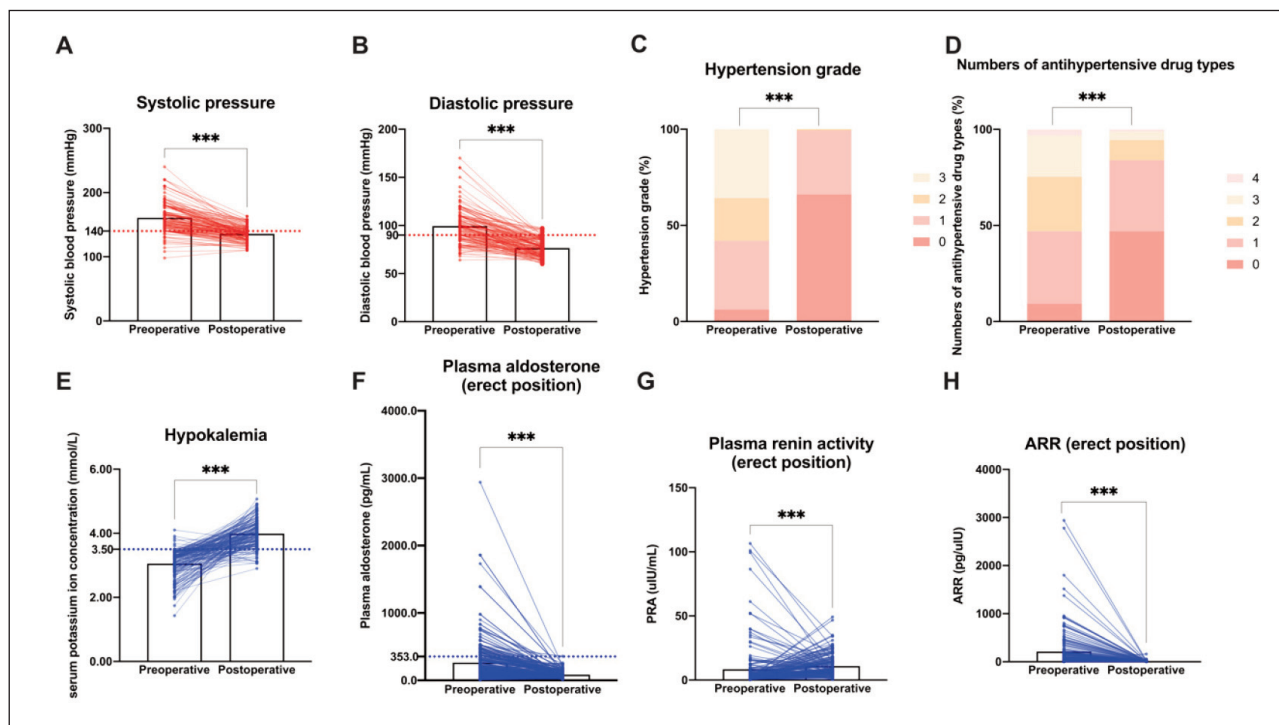 A
Systolic pressure
***
Systolic blood pressure (mmHg)
300
200
140
100
0
Preoperative Postoperative
B
Diastolic pressure
***
Diastolic blood pressure (mmHg)
200
150
100
90
50
0
Preoperative Postoperative
C
Hypertension grade
***
Hypertension grade (%)
100
50
0
Preoperative Postoperative
3
2
1
0
D
Numbers of antihypertensive drug types
***
Numbers of antihypertensive drug types (%)
100
50
0
Preoperative Postoperative
4
3
2
1
0
E
Hypokalemia
***
serum potassium ion concentration (mmol/L)
6.00
4.00
3.50
2.00
0.00
Preoperative Postoperative
F
Plasma aldosterone
(erect position)
***
Plasma aldosterone (pg/mL)
4000.0
3000.0
2000.0
1000.0
353.0
0.0
Preoperative Postoperative
G
Plasma renin activity
(erect position)
***
PRA (uIU/mL)
150
100
50
0
Preoperative Postoperative
H
ARR (erect position)
***
ARR (pg/uIU)
4000
3000
2000
1000
0
Preoperative Postoperative